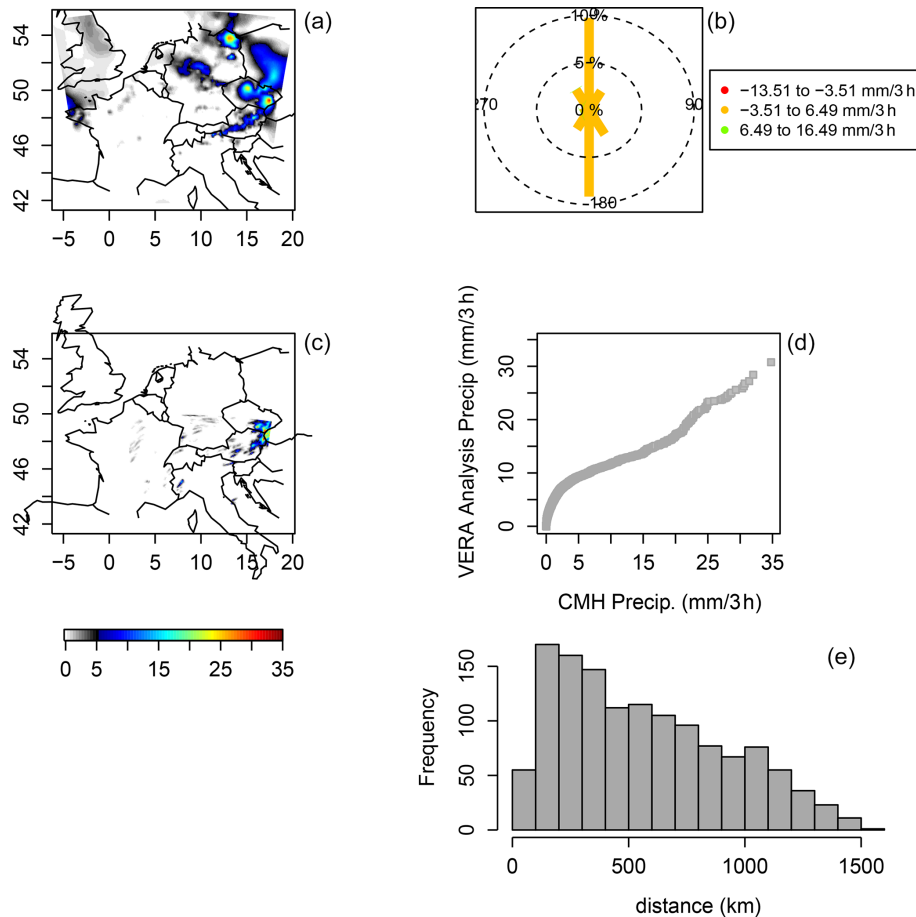 (a)
54
50
46
42
−5 0 5 10 15 20
(b)
0
10%
5 %
0 %
270
90
180
−13.51 to −3.51 mm/3 h
−3.51 to 6.49 mm/3 h
6.49 to 16.49 mm/3 h
(c)
54
50
46
42
−5 0 5 10 15 20
0 5 15 25 35
(d)
VERA Analysis Precip (mm/3 h)
30
20
10
0
0 5 15 25 35
CMH Precip. (mm/3 h)
(e)
Frequency
150
100
50
0
0 500 1000 1500
distance (km)